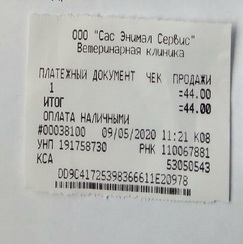 ООО "Сас Энимал Сервис"
Ветеринарная клиника
ПЛАТЕЖНЫЙ ДОКУМЕНТ ЧЕК ПРОДАЖИ
1 =44.00
ИТОГ =44.00
ОПЛАТА НАЛИЧНЫМИ
#00038100 09/05/2020 11:21 К08
УНП 191758730 РНК 110067881
КСА 53050543
DD9C41725398366611E20978